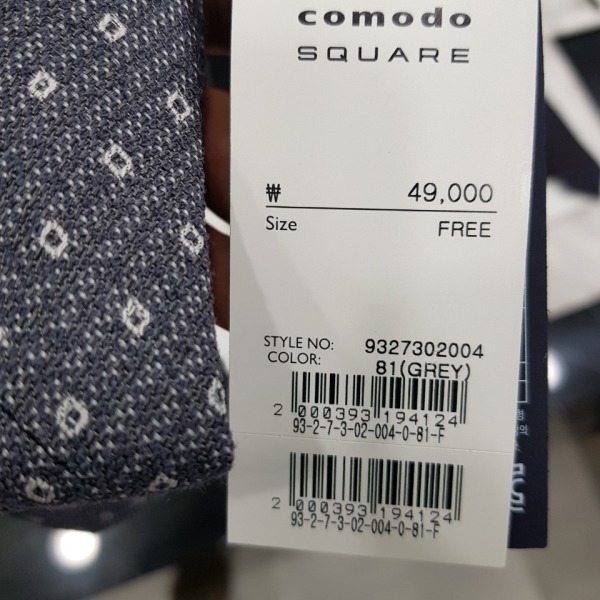 comodo
SQUARE
₩ 49,000
Size FREE
STYLE NO: 9327302004
COLOR: 81(GREY)
2 000393 194124
93-2-7-3-02-004-0-81-F
2 000393 194124
93-2-7-3-02-004-0-81-F